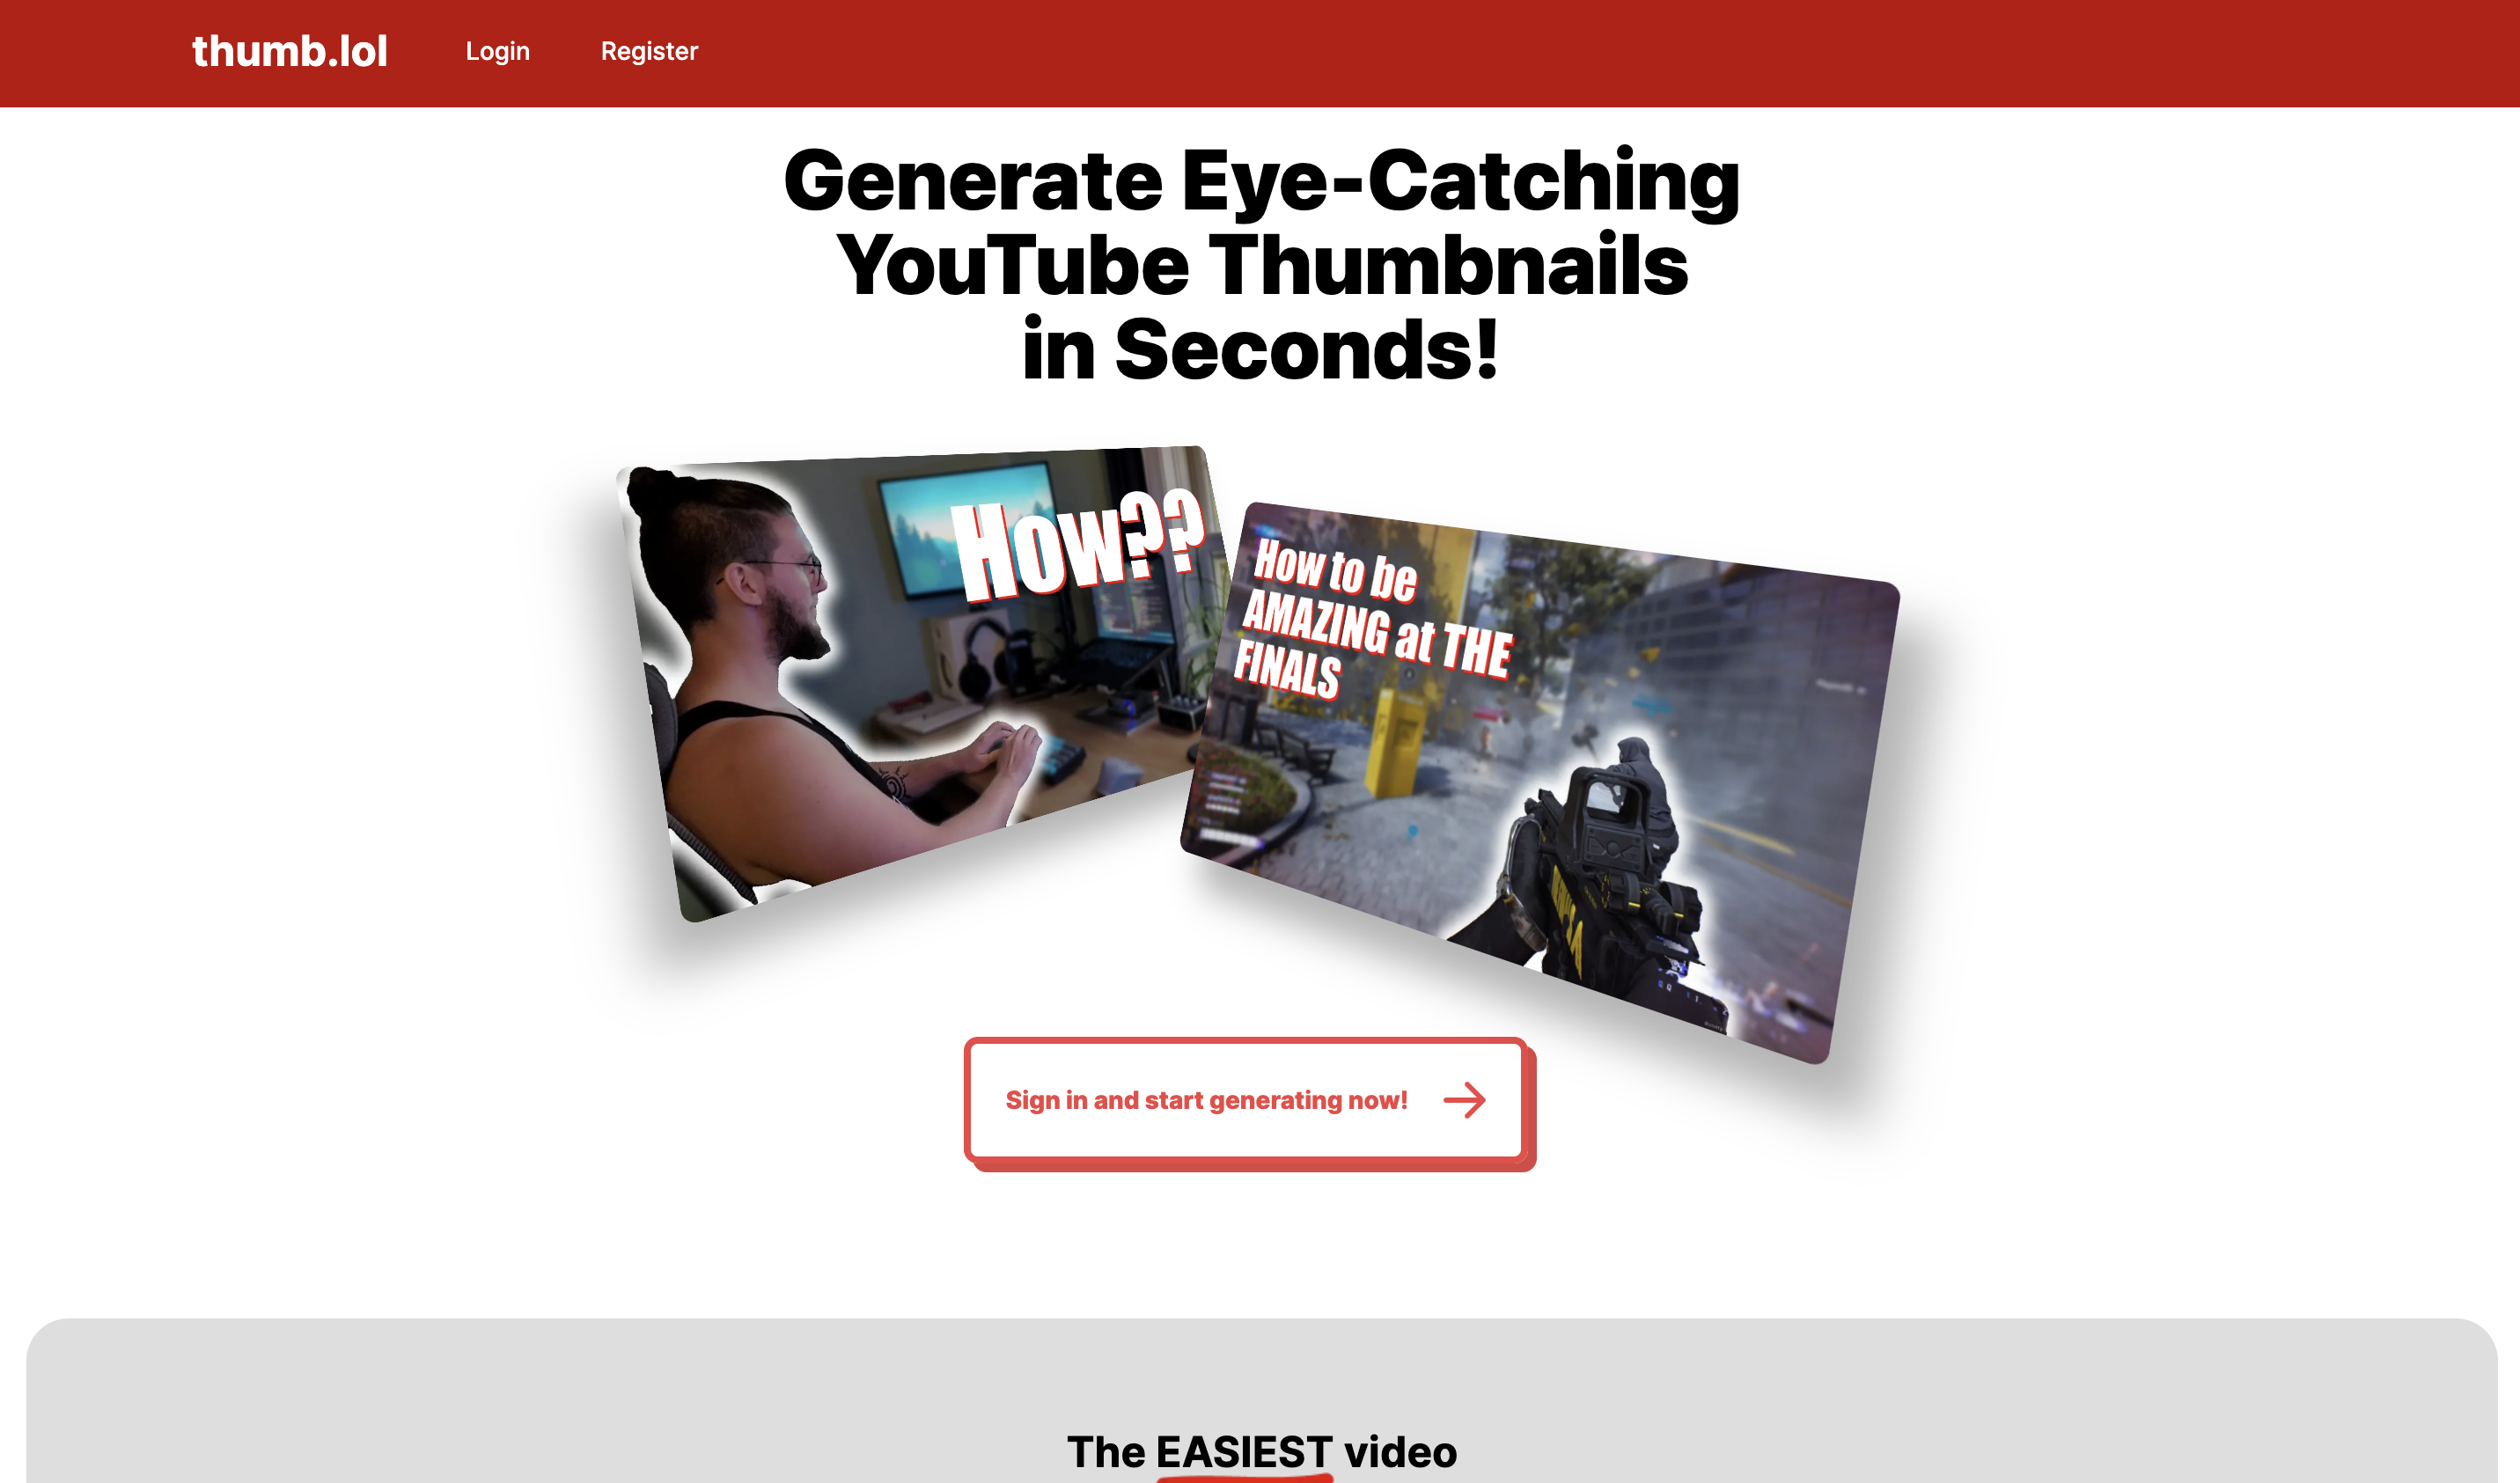 thumb.lol
Login
Register
Generate Eye-Catching
YouTube Thumbnails
in Seconds!
How??
How to be
AMAZING at THE
FINALS
Sign in and start generating now!
The EASIEST video